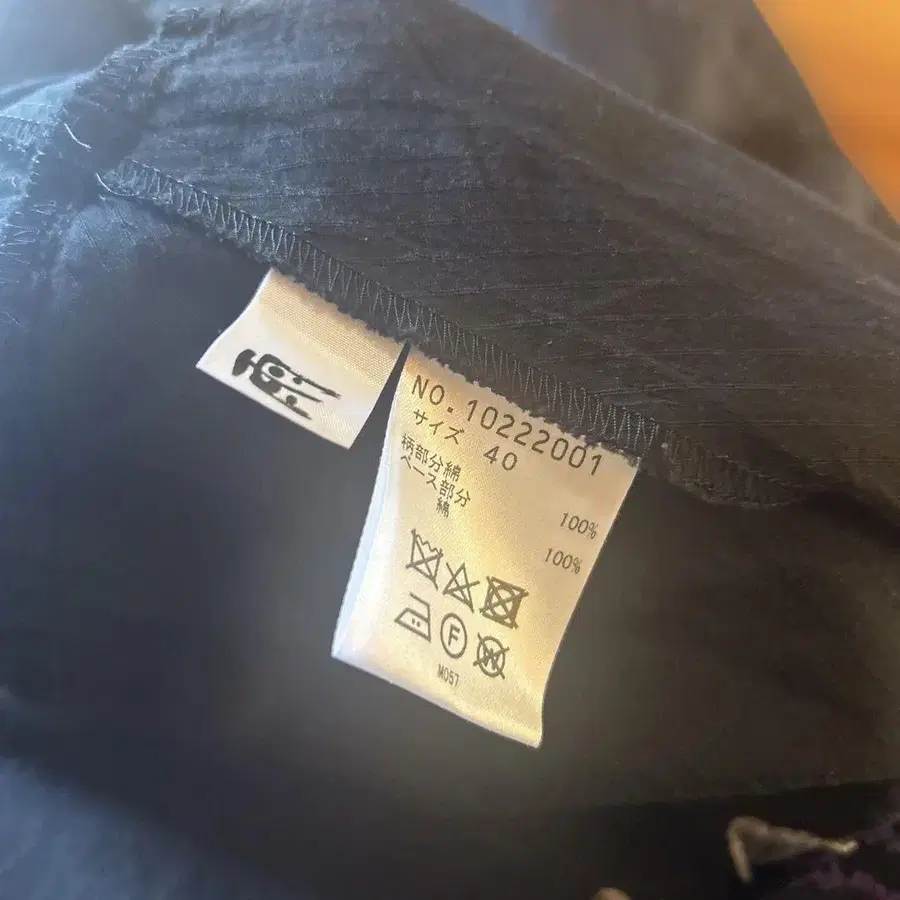 NO.10222001
サイズ 40
柄部分綿 100%
ベース部分
綿 100%
F
W
M057